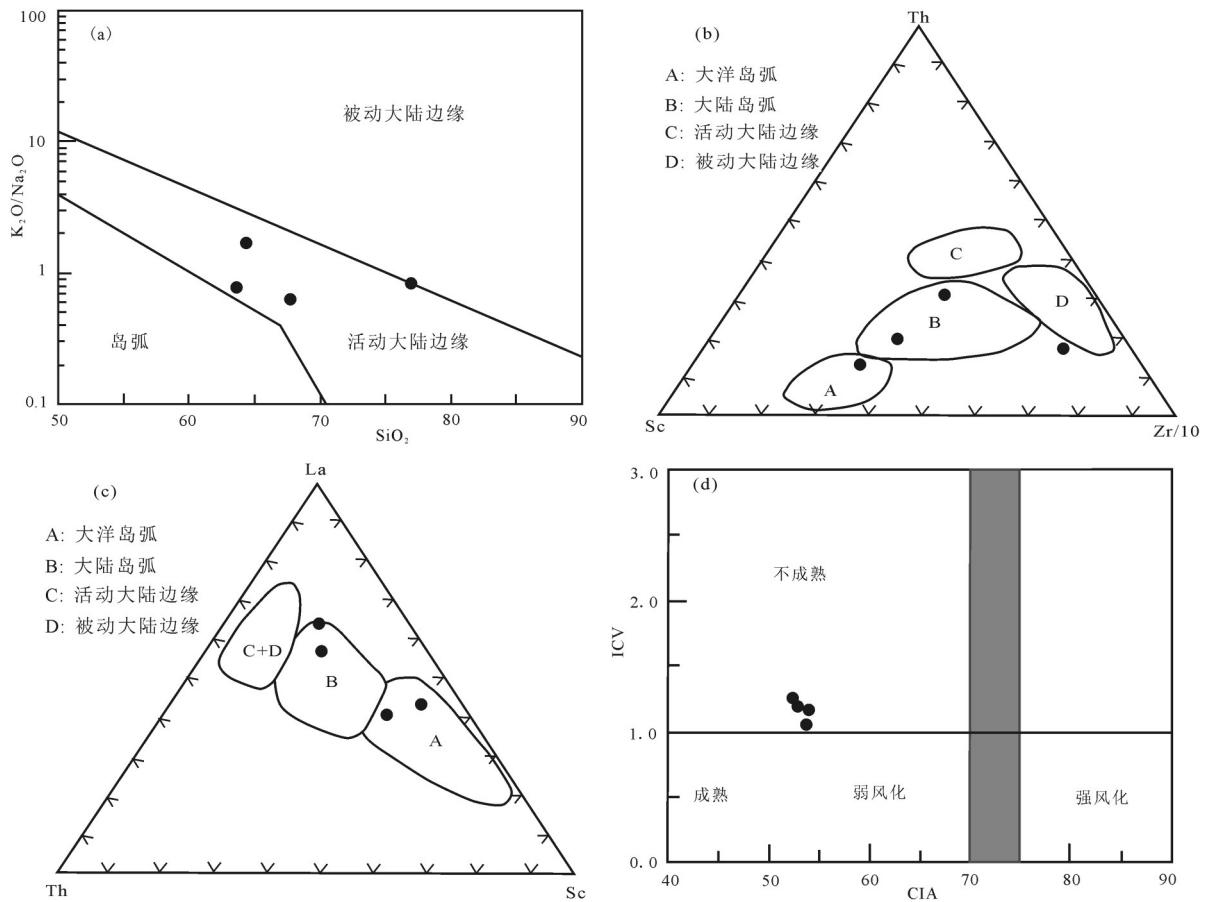 (a)
100
10
1
0.1
K₂O/Na₂O
被动大陆边缘
岛弧
活动大陆边缘
50
60
70
80
90
SiO₂
(b)
Th
A: 大洋岛弧
B: 大陆岛弧
C: 活动大陆边缘
D: 被动大陆边缘
C
D
B
A
Sc
Zr/10
(c)
La
A: 大洋岛弧
B: 大陆岛弧
C: 活动大陆边缘
D: 被动大陆边缘
C+D
B
A
Th
Sc
(d)
3.0
2.0
1.0
0.0
ICV
不成熟
成熟
弱风化
强风化
40
50
60
70
80
90
CIA